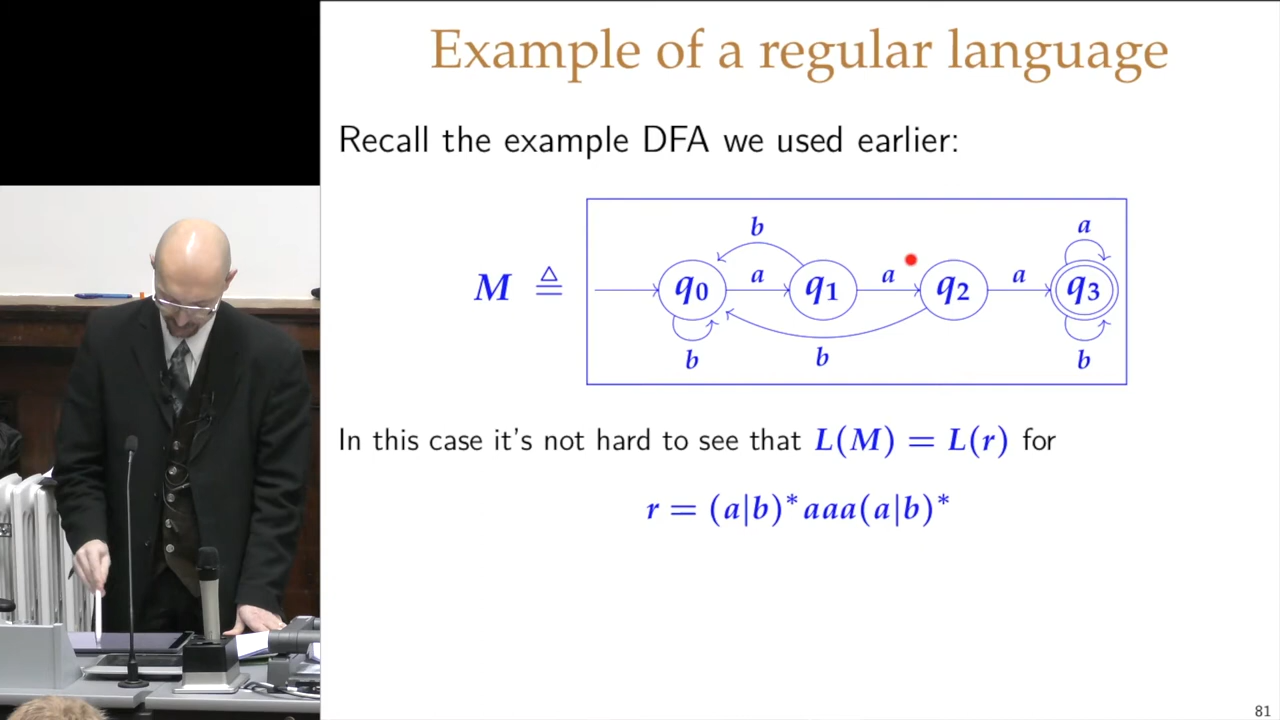 Example of a regular language
Recall the example DFA we used earlier:
b a
M ≜ q₀ a q₁ a q₂ a q₃
b b b
In this case it's not hard to see that L(M) = L(r) for
r = (a|b)*aaa(a|b)*
81